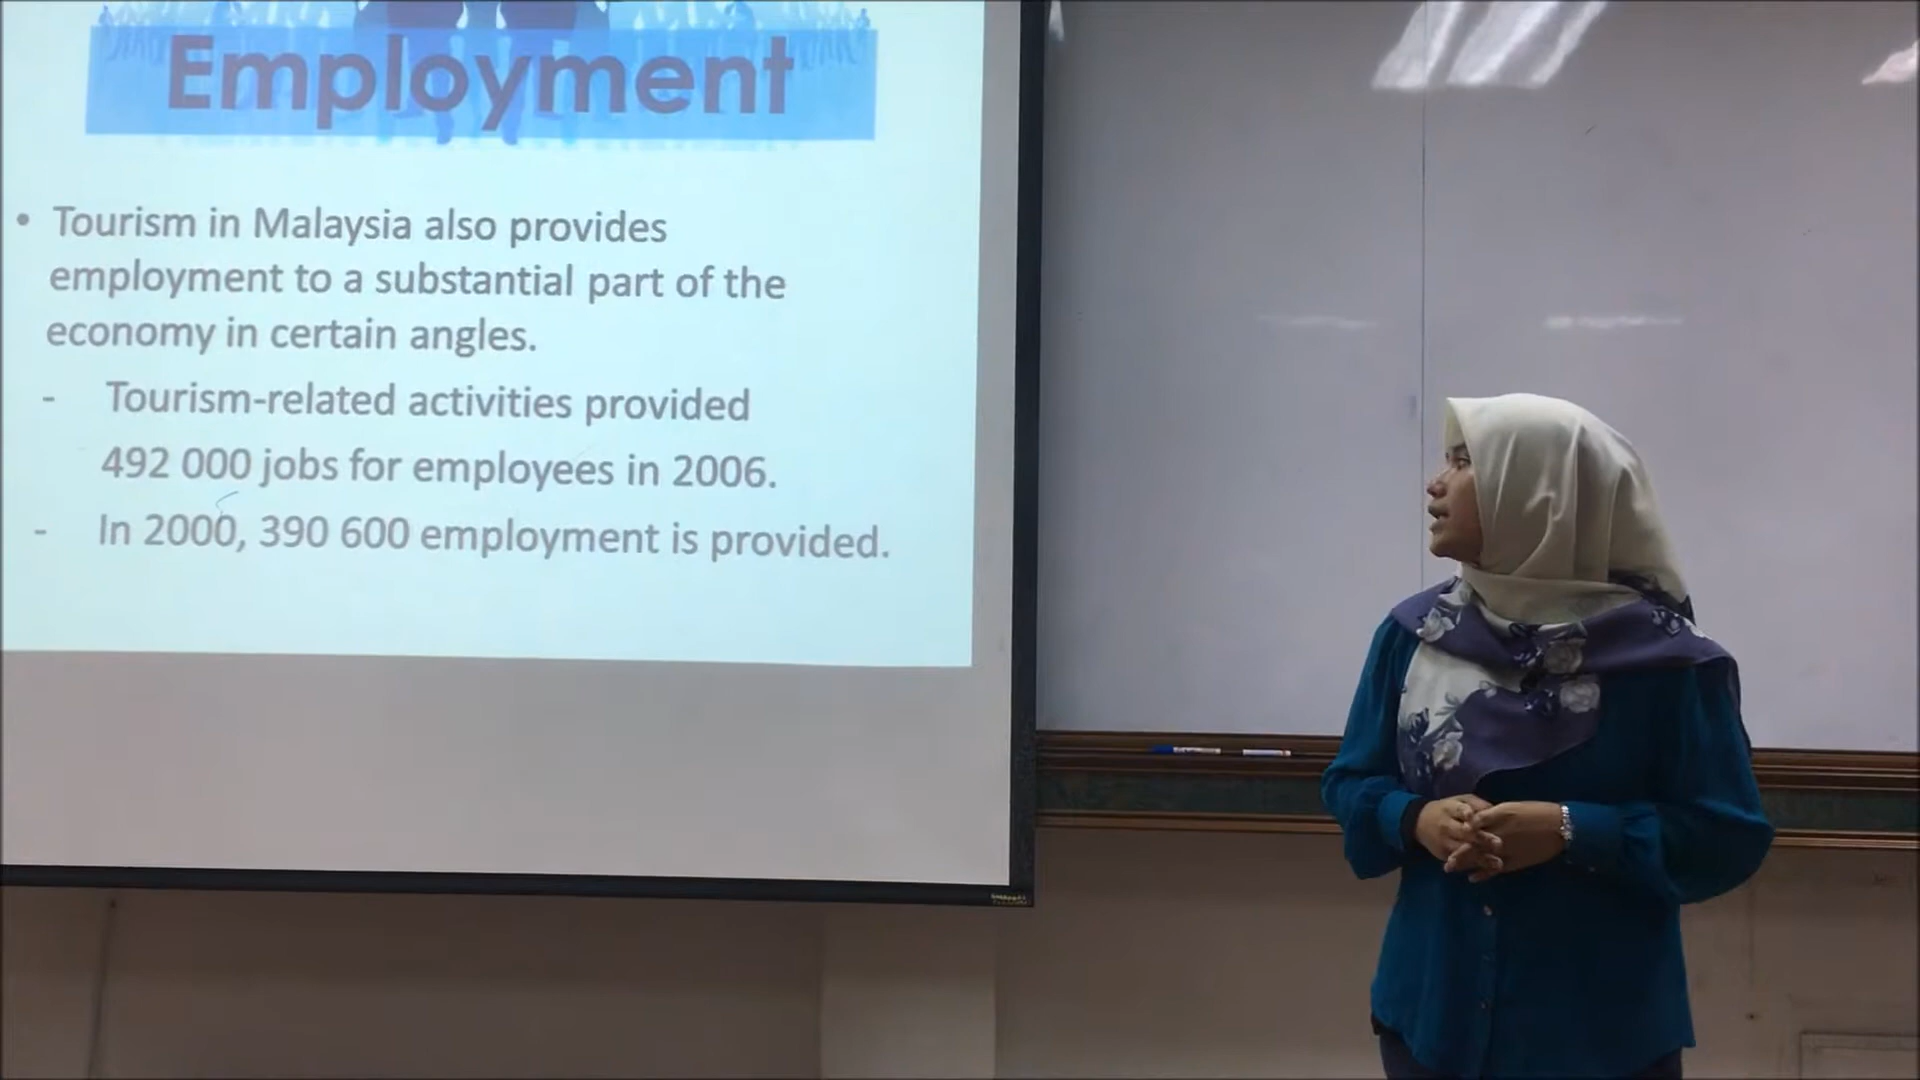 Employment
• Tourism in Malaysia also provides
employment to a substantial part of the
economy in certain angles.
- Tourism-related activities provided
492 000 jobs for employees in 2006.
- In 2000, 390 600 employment is provided.